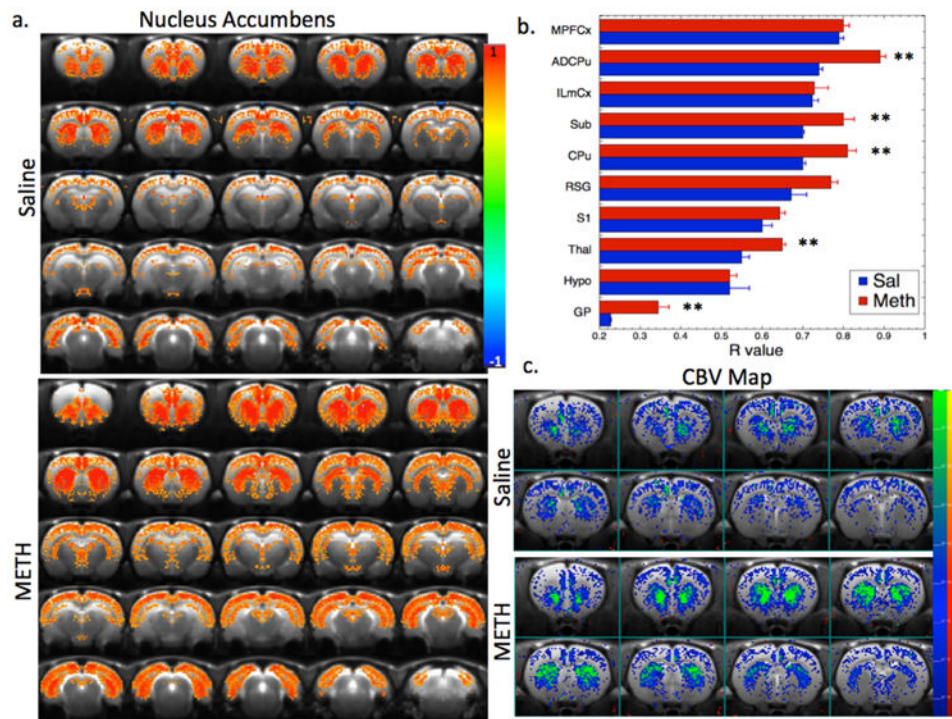 a.
Nucleus Accumbens
Saline
1
-1
METH
b.
MPFCx
ADCPu
**
ILmCx
Sub
**
CPu
**
RSG
S1
Thal
**
Hypo
GP
**
Sal
Meth
0.2 0.3 0.4 0.5 0.6 0.7 0.8 0.9 1
R value
c.
CBV Map
Saline
METH